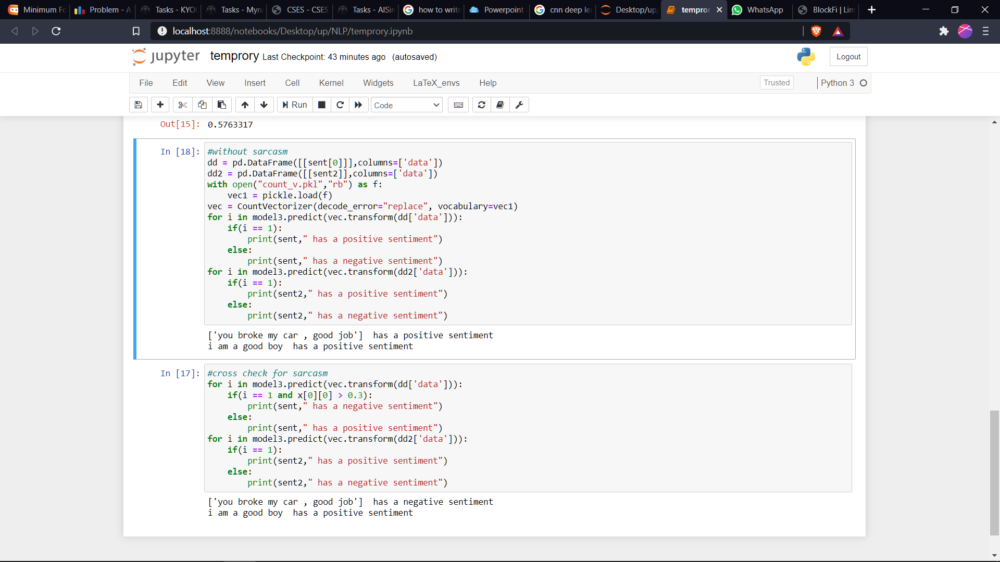 Minimum Fo
Problem - A
Tasks - KYO
Tasks - Myn
CSES - CSES
Tasks - AlSin
how to write
Powerpoint
cnn deep le
Desktop/up/
tempror
WhatsApp
BlockFi | Lim
localhost:8888/notebooks/Desktop/up/NLP/temprory.ipynb
jupyter temprory Last Checkpoint: 43 minutes ago (autosaved)
Logout
File Edit View Insert Cell Kernel Widgets LaTeX_envs Help
Trusted
Python 3
Run
Code
Out[15]: 0.5763317
In [18]: #without sarcasm
dd = pd.DataFrame([[sent[0]]],columns=['data'])
dd2 = pd.DataFrame([[sent2]],columns=['data'])
with open("count_v.pkl","rb") as f:
    vec1 = pickle.load(f)
vec = CountVectorizer(decode_error="replace", vocabulary=vec1)
for i in model3.predict(vec.transform(dd['data'])):
    if(i == 1):
        print(sent," has a positive sentiment")
    else:
        print(sent," has a negative sentiment")
for i in model3.predict(vec.transform(dd2['data'])):
    if(i == 1):
        print(sent2," has a positive sentiment")
    else:
        print(sent2," has a negative sentiment")
['you broke my car , good job']  has a positive sentiment
i am a good boy  has a positive sentiment
In [17]: #cross check for sarcasm
for i in model3.predict(vec.transform(dd['data'])):
    if(i == 1 and x[0][0] > 0.3):
        print(sent," has a negative sentiment")
    else:
        print(sent," has a positive sentiment")
for i in model3.predict(vec.transform(dd2['data'])):
    if(i == 1):
        print(sent2," has a positive sentiment")
    else:
        print(sent2," has a negative sentiment")
['you broke my car , good job']  has a negative sentiment
i am a good boy  has a positive sentiment